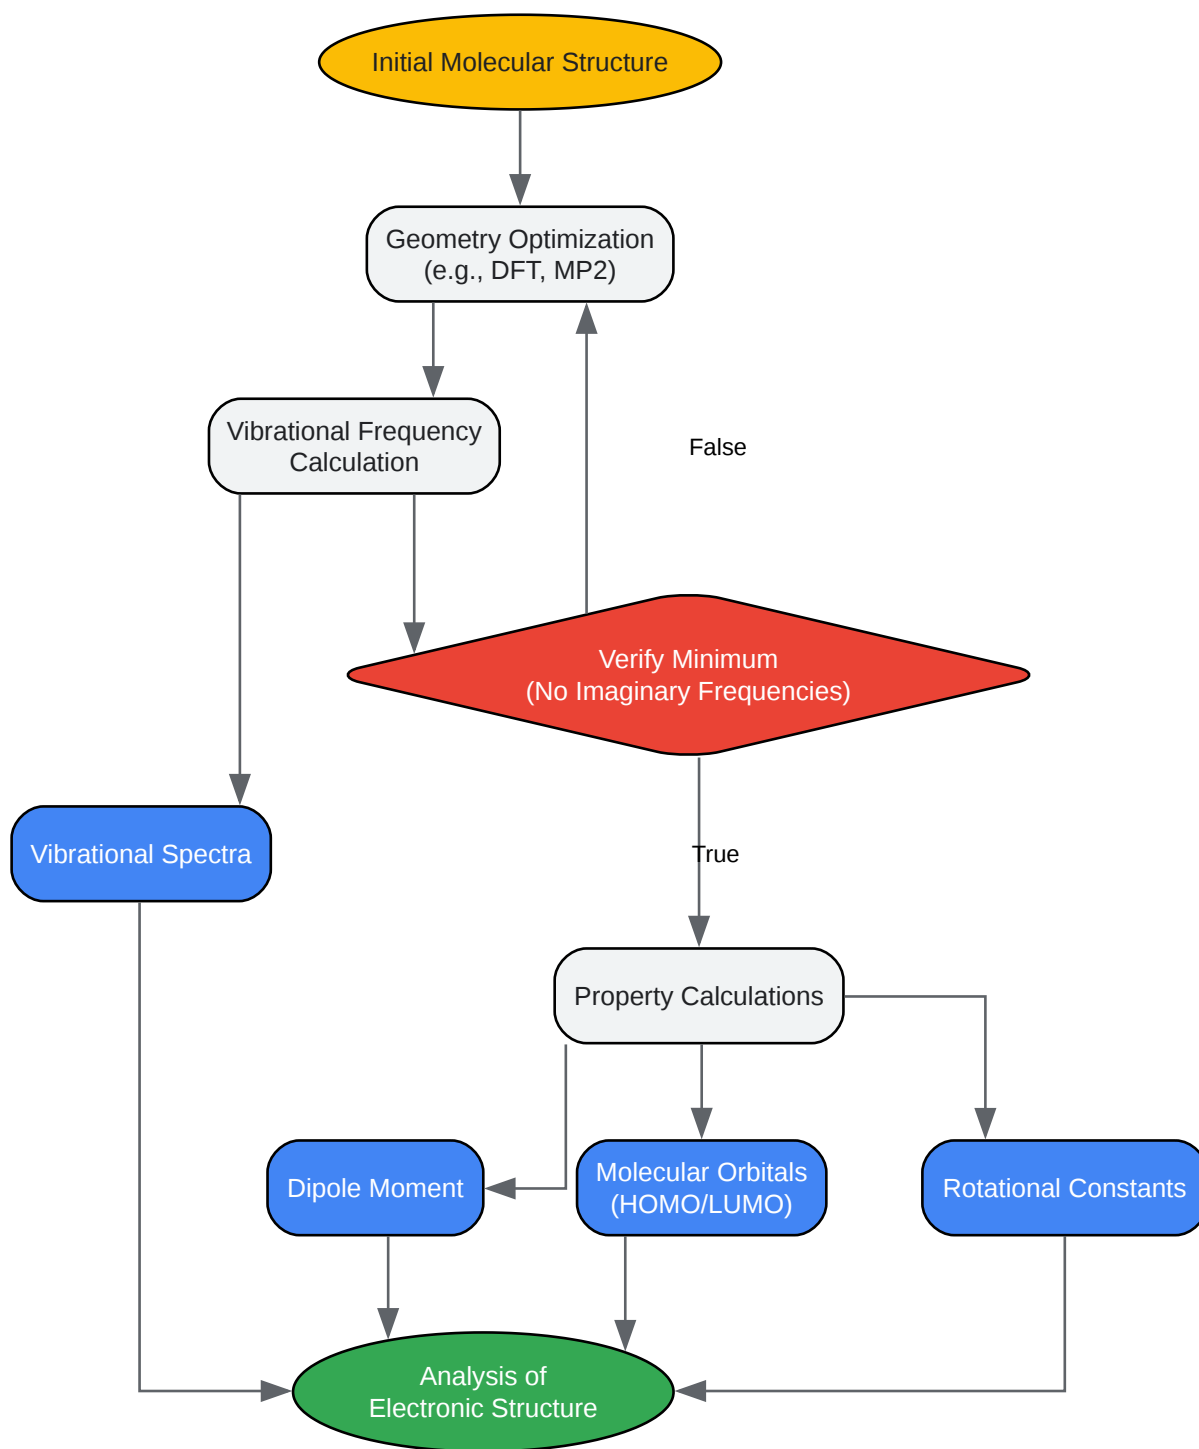 Initial Molecular Structure
Geometry Optimization
(e.g., DFT, MP2)
Vibrational Frequency
Calculation
False
Verify Minimum
(No Imaginary Frequencies)
Vibrational Spectra
True
Property Calculations
Dipole Moment
Molecular Orbitals
(HOMO/LUMO)
Rotational Constants
Analysis of
Electronic Structure